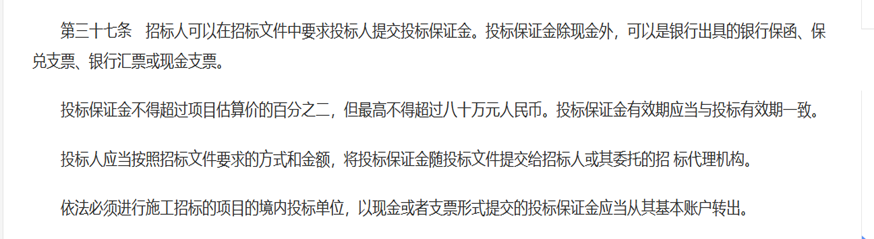 第三十七条　招标人可以在招标文件中要求投标人提交投标保证金。投标保证金除现金外，可以是银行出具的银行保函、保
兑支票、银行汇票或现金支票。
投标保证金不得超过项目估算价的百分之二，但最高不得超过八十万元人民币。投标保证金有效期应当与投标有效期一致。
投标人应当按照招标文件要求的方式和金额，将投标保证金随投标文件提交给招标人或其委托的招 标代理机构。
依法必须进行施工招标的项目的境内投标单位，以现金或者支票形式提交的投标保证金应当从其基本账户转出。